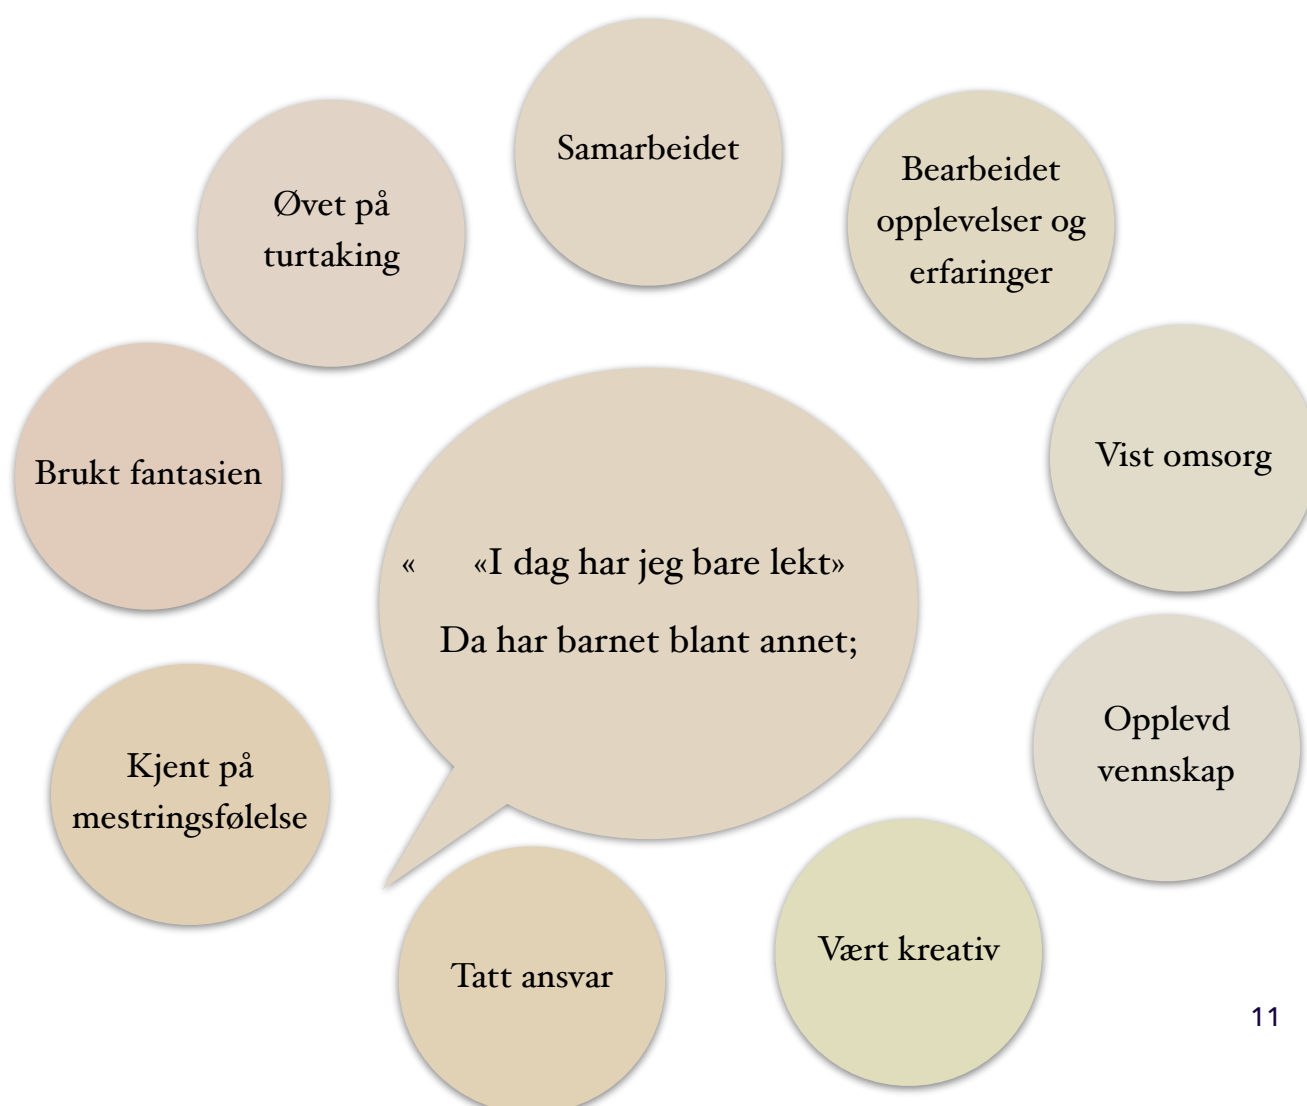 Samarbeidet
Bearbeidet
opplevelser og
erfaringer
Øvet på
turtaking
Vist omsorg
Brukt fantasien
« «I dag har jeg bare lekt»
Da har barnet blant annet;
Opplevd
vennskap
Kjent på
mestringsfølelse
Vært kreativ
Tatt ansvar
11